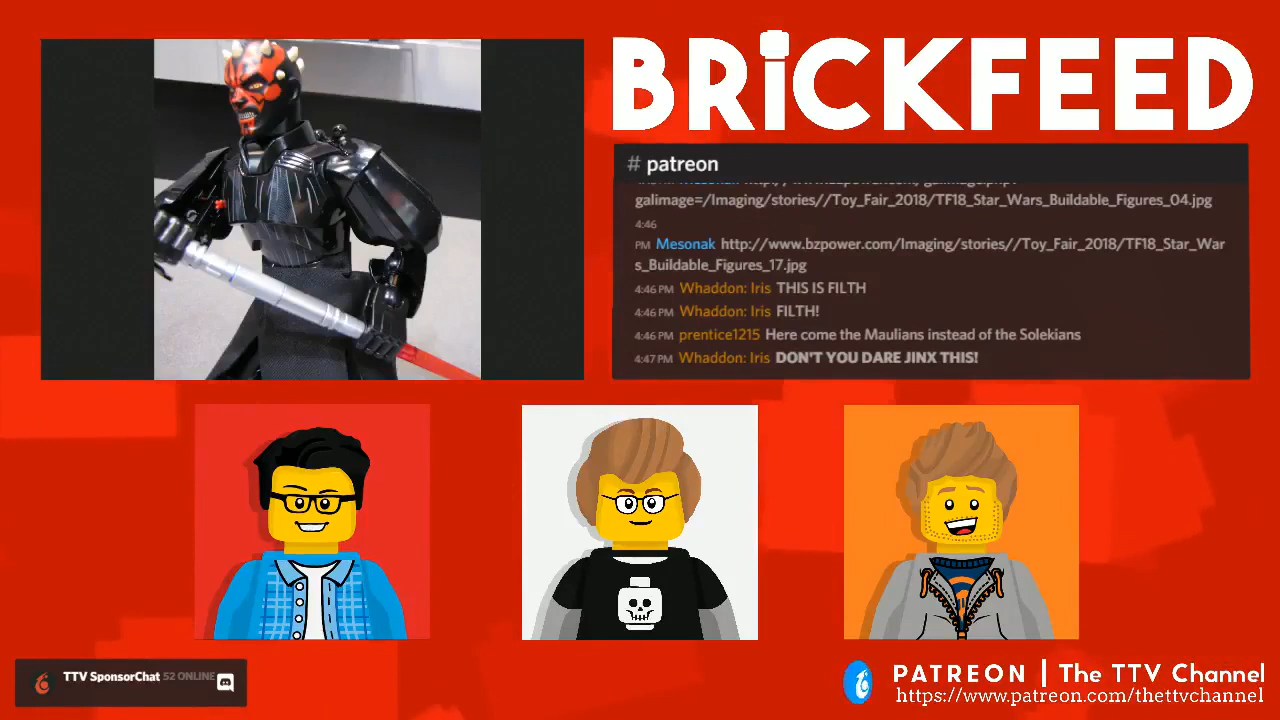 BRiCKFEED
# patreon
galimage=/Imaging/stories//Toy_Fair_2018/TF18_Star_Wars_Buildable_Figures_04.jpg
4:46
PM Mesonak http://www.bzpower.com/Imaging/stories//Toy_Fair_2018/TF18_Star_War
s_Buildable_Figures_17.jpg
4:46 PM Whaddon: Iris THIS IS FILTH
4:46 PM Whaddon: Iris FILTH!
4:46 PM prentice1215 Here come the Maulians instead of the Solekians
4:47 PM Whaddon: Iris DON'T YOU DARE JINX THIS!
TTV SponsorChat 52 ONLINE
PATREON | The TTV Channel
https://www.patreon.com/thettvchannel